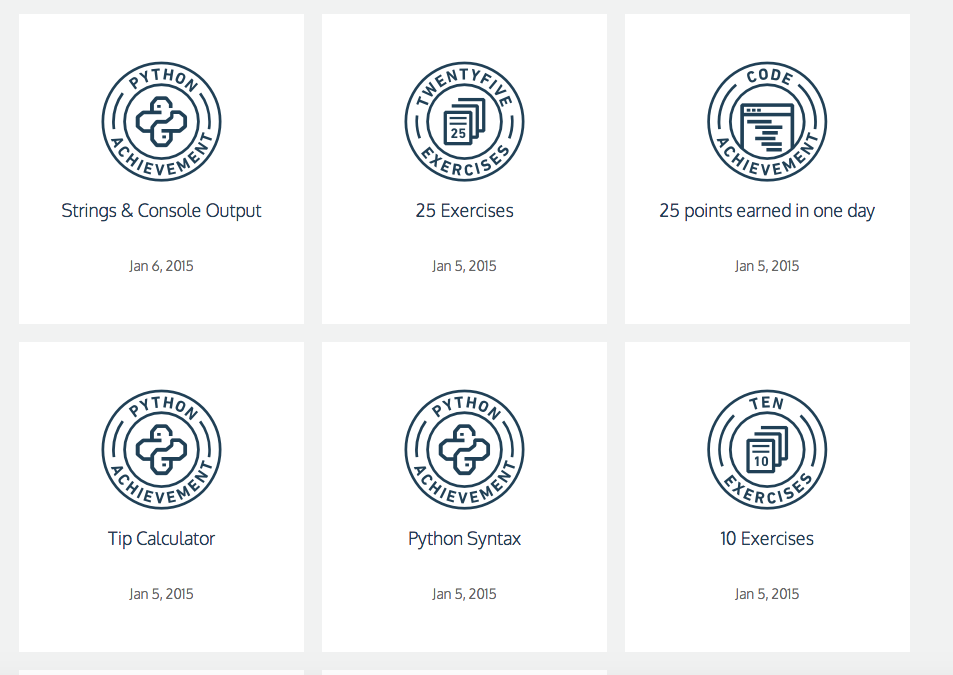 PYTHON
ACHIEVEMENT
Strings & Console Output
Jan 6, 2015
TWENTYFIVE
25
EXERCISES
25 Exercises
Jan 5, 2015
CODE
ACHIEVEMENT
25 points earned in one day
Jan 5, 2015
PYTHON
ACHIEVEMENT
Tip Calculator
Jan 5, 2015
PYTHON
ACHIEVEMENT
Python Syntax
Jan 5, 2015
TEN
10
EXERCISES
10 Exercises
Jan 5, 2015